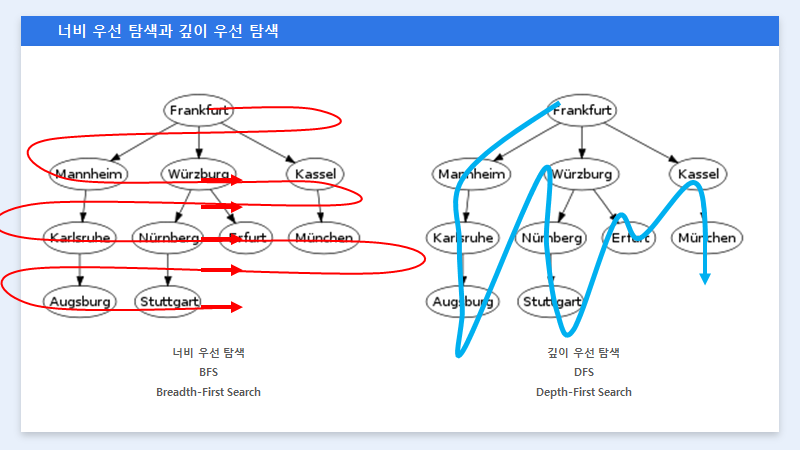 너비 우선 탐색과 깊이 우선 탐색
Frankfurt
Mannheim Würzburg Kassel
Karlsruhe Nürnberg Erfurt München
Augsburg Stuttgart
너비 우선 탐색
BFS
Breadth-First Search
Frankfurt
Mannheim Würzburg Kassel
Karlsruhe Nürnberg Erfurt München
Augsburg Stuttgart
깊이 우선 탐색
DFS
Depth-First Search